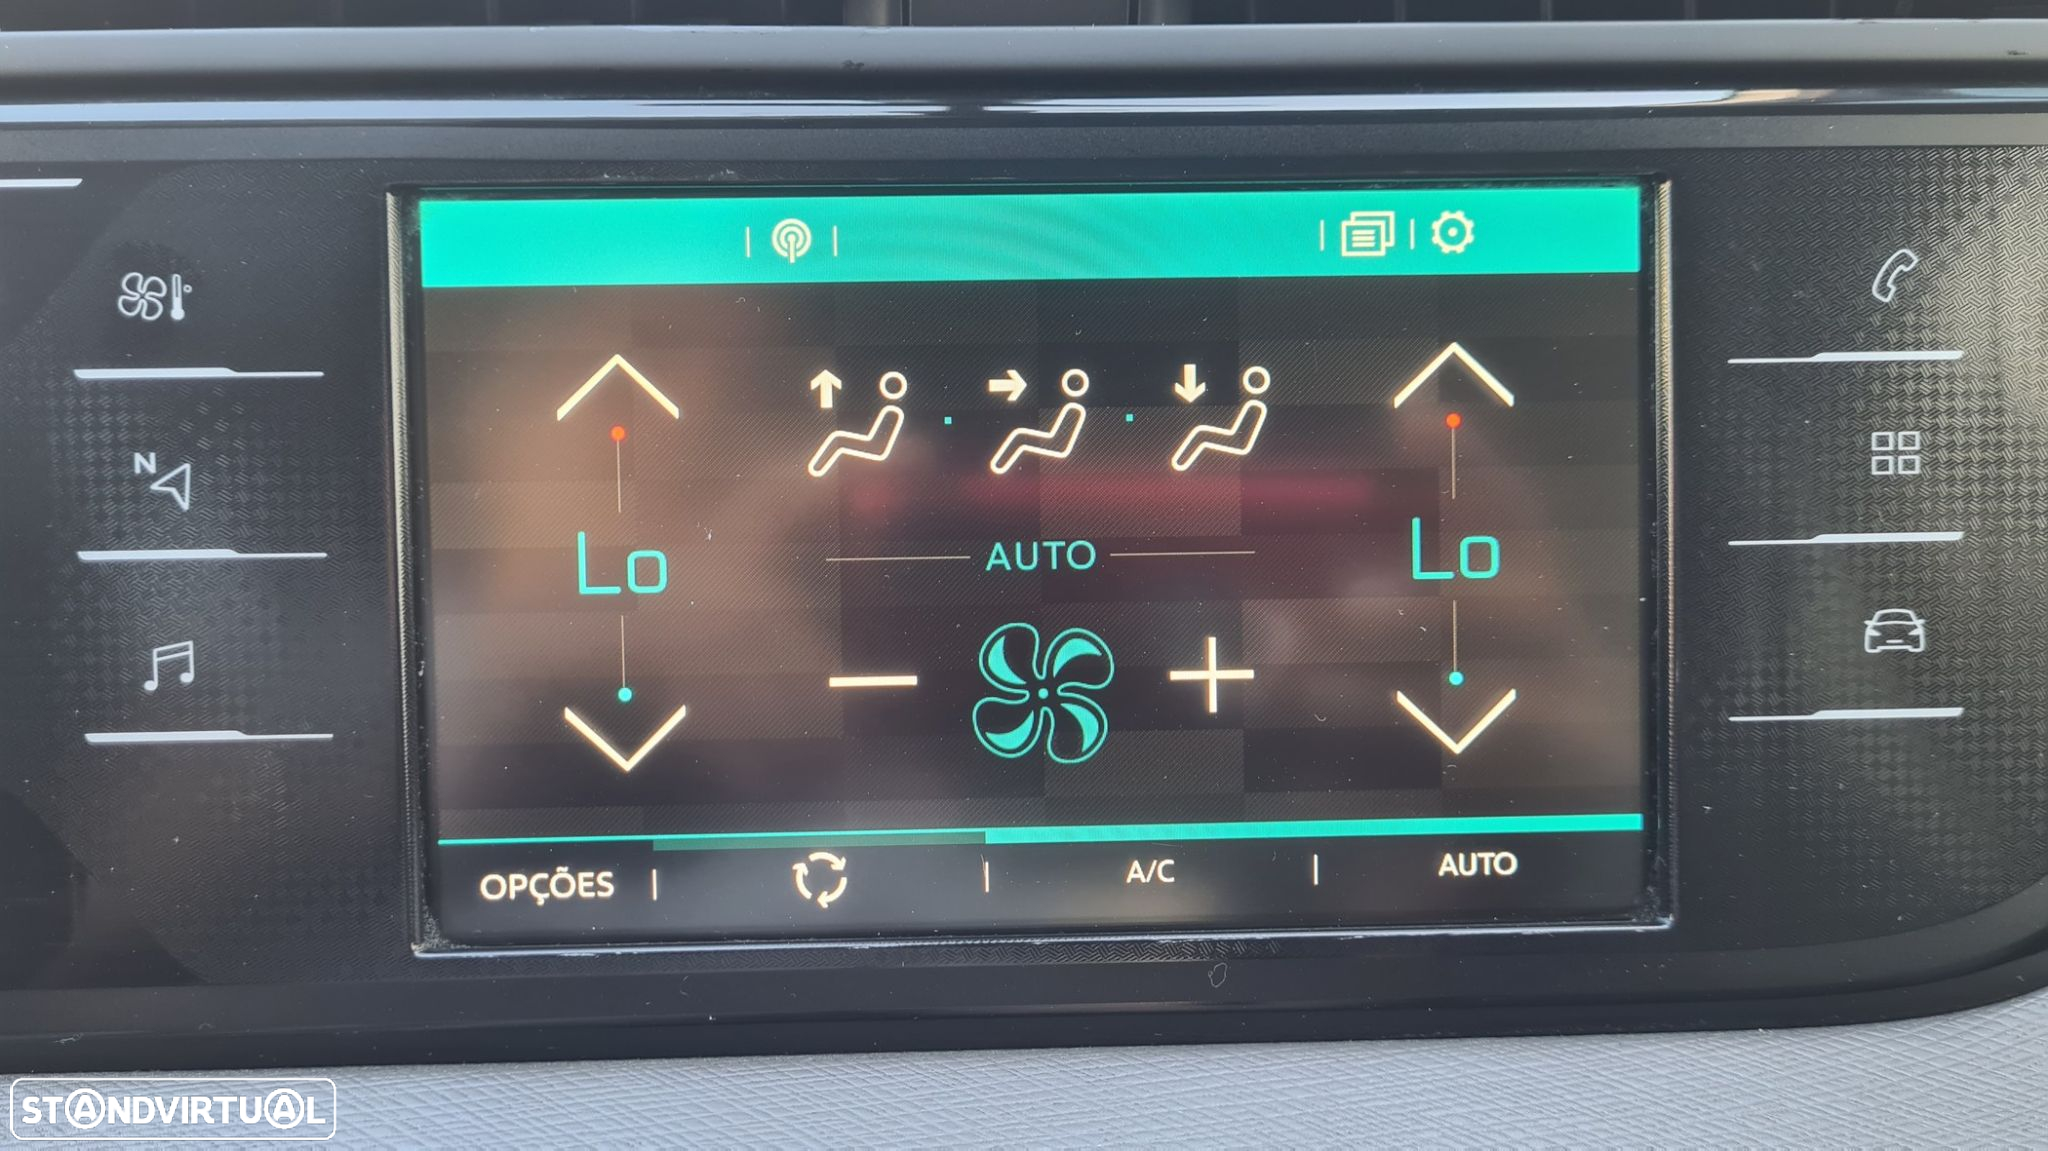 N
Lo
Lo
AUTO
OPÇÕES
A/C
AUTO
STANDVIRTUAL